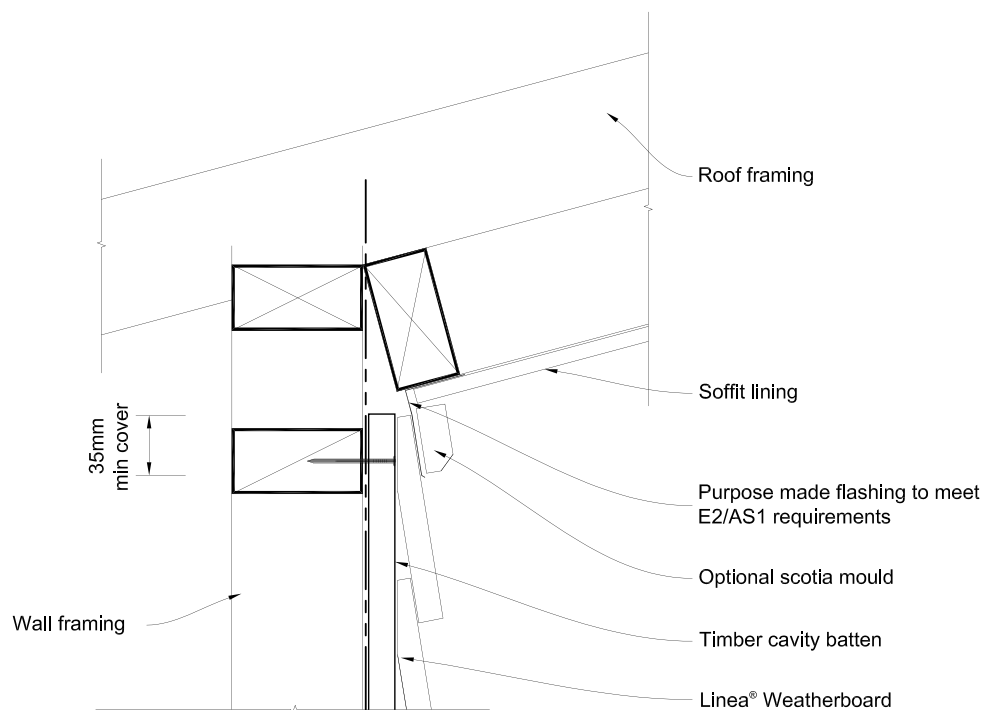 Roof framing
Soffit lining
35mm
min cover
Purpose made flashing to meet
E2/AS1 requirements
Optional scotia mould
Wall framing
Timber cavity batten
Linea® Weatherboard